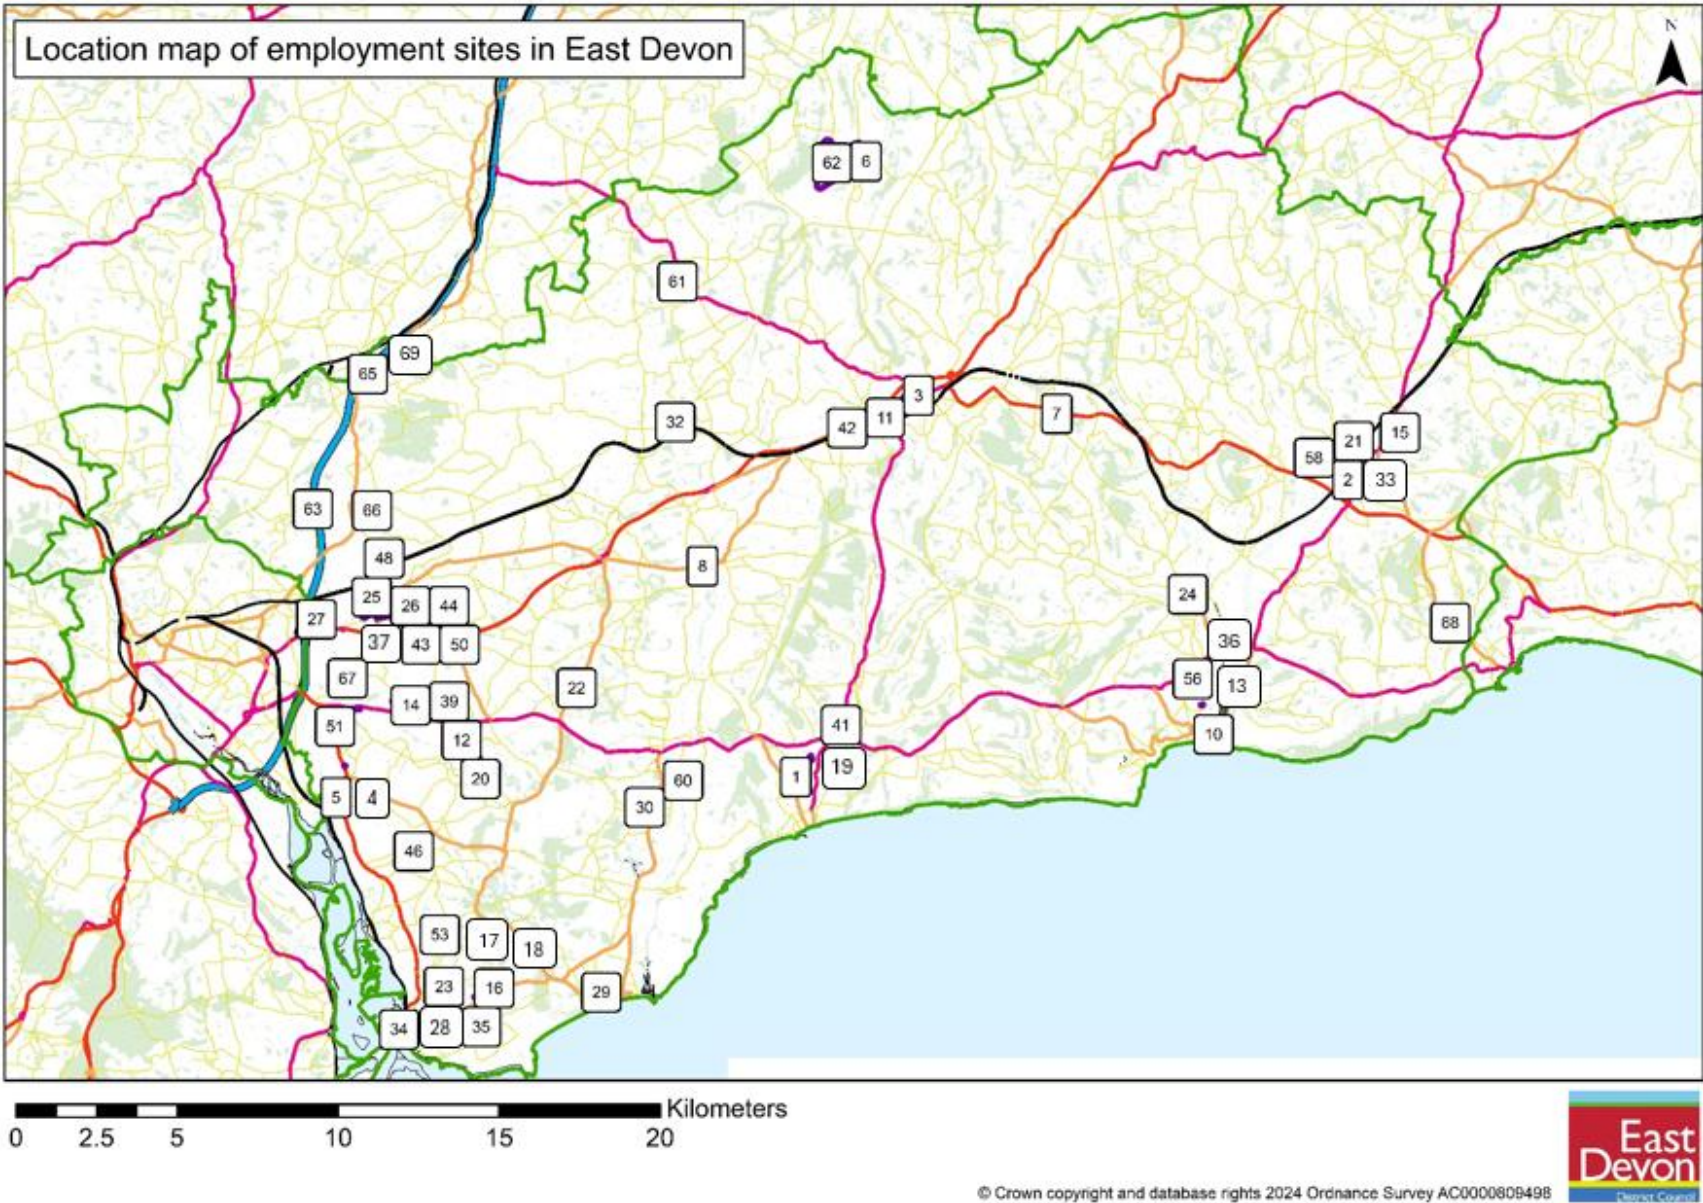 Location map of employment sites in East Devon
N
62 6
61
69
65
3
32
42 11
7
58 21 15
2 33
63 66
48
8
25 26 44
27
37 43 50
24
36
68
67
22
56 13
14 39
51
12
41
10
20
1 19
60
5 4
30
46
53 17 18
23 16
29
34 28 35
Kilometers
0 2.5 5 10 15 20
East
Devon
District Council
© Crown copyright and database rights 2024 Ordnance Survey AC0000809498